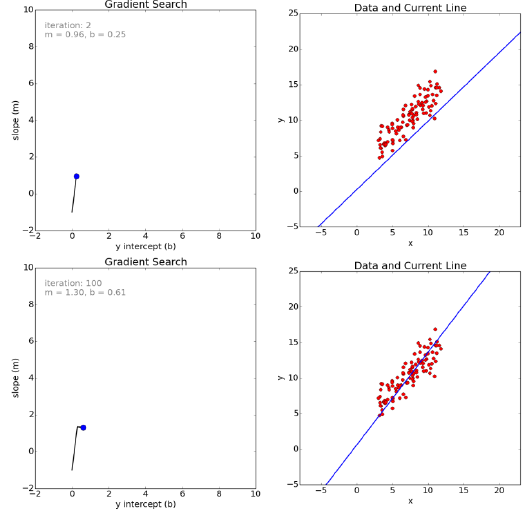 Gradient Search
iteration: 2
m = 0.96, b = 0.25
slope (m)
10
8
6
4
2
0
−2
−2 0 2 4 6 8 10
y intercept (b)
Data and Current Line
y
25
20
15
10
5
0
−5
−5 0 5 10 15 20
x
Gradient Search
iteration: 100
m = 1.30, b = 0.61
slope (m)
10
8
6
4
2
0
−2
−2 0 2 4 6 8 10
y intercept (b)
Data and Current Line
y
25
20
15
10
5
0
−5
−5 0 5 10 15 20
x